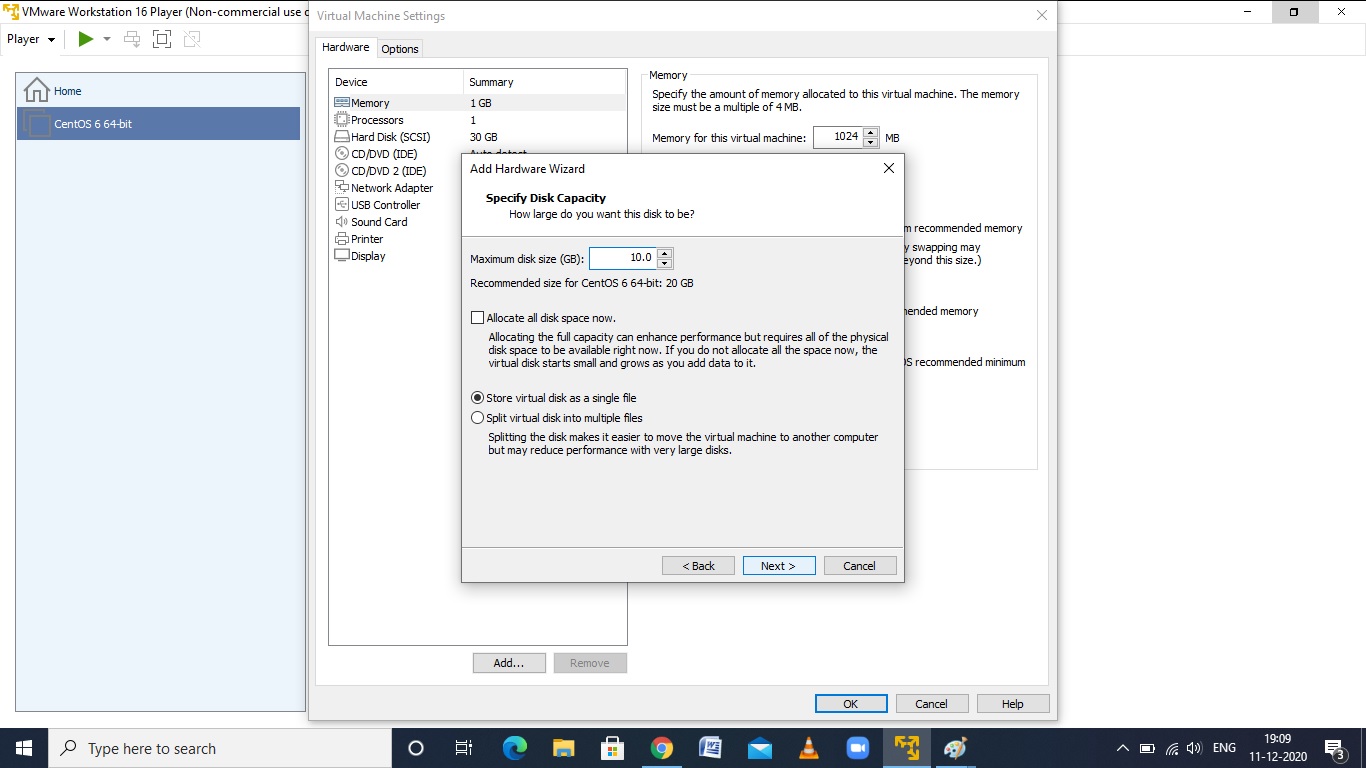 VMware Workstation 16 Player (Non-commercial use o
Player
Home
CentOS 6 64-bit
Virtual Machine Settings
Hardware
Options
Device Summary
Memory 1 GB
Processors 1
Hard Disk (SCSI) 30 GB
CD/DVD (IDE)
CD/DVD 2 (IDE)
Network Adapter
USB Controller
Sound Card
Printer
Display
Add...
Remove
Memory
Specify the amount of memory allocated to this virtual machine. The memory
size must be a multiple of 4 MB.
Memory for this virtual machine: 1024 MB
m recommended memory
y swapping may
eyond this size.)
ended memory
OS recommended minimum
Add Hardware Wizard
Specify Disk Capacity
How large do you want this disk to be?
Maximum disk size (GB): 10.0
Recommended size for CentOS 6 64-bit: 20 GB
Allocate all disk space now.
Allocating the full capacity can enhance performance but requires all of the physical
disk space to be available right now. If you do not allocate all the space now, the
virtual disk starts small and grows as you add data to it.
Store virtual disk as a single file
Split virtual disk into multiple files
Splitting the disk makes it easier to move the virtual machine to another computer
but may reduce performance with very large disks.
< Back
Next >
Cancel
OK
Cancel
Help
Type here to search
ENG
19:09
11-12-2020
3